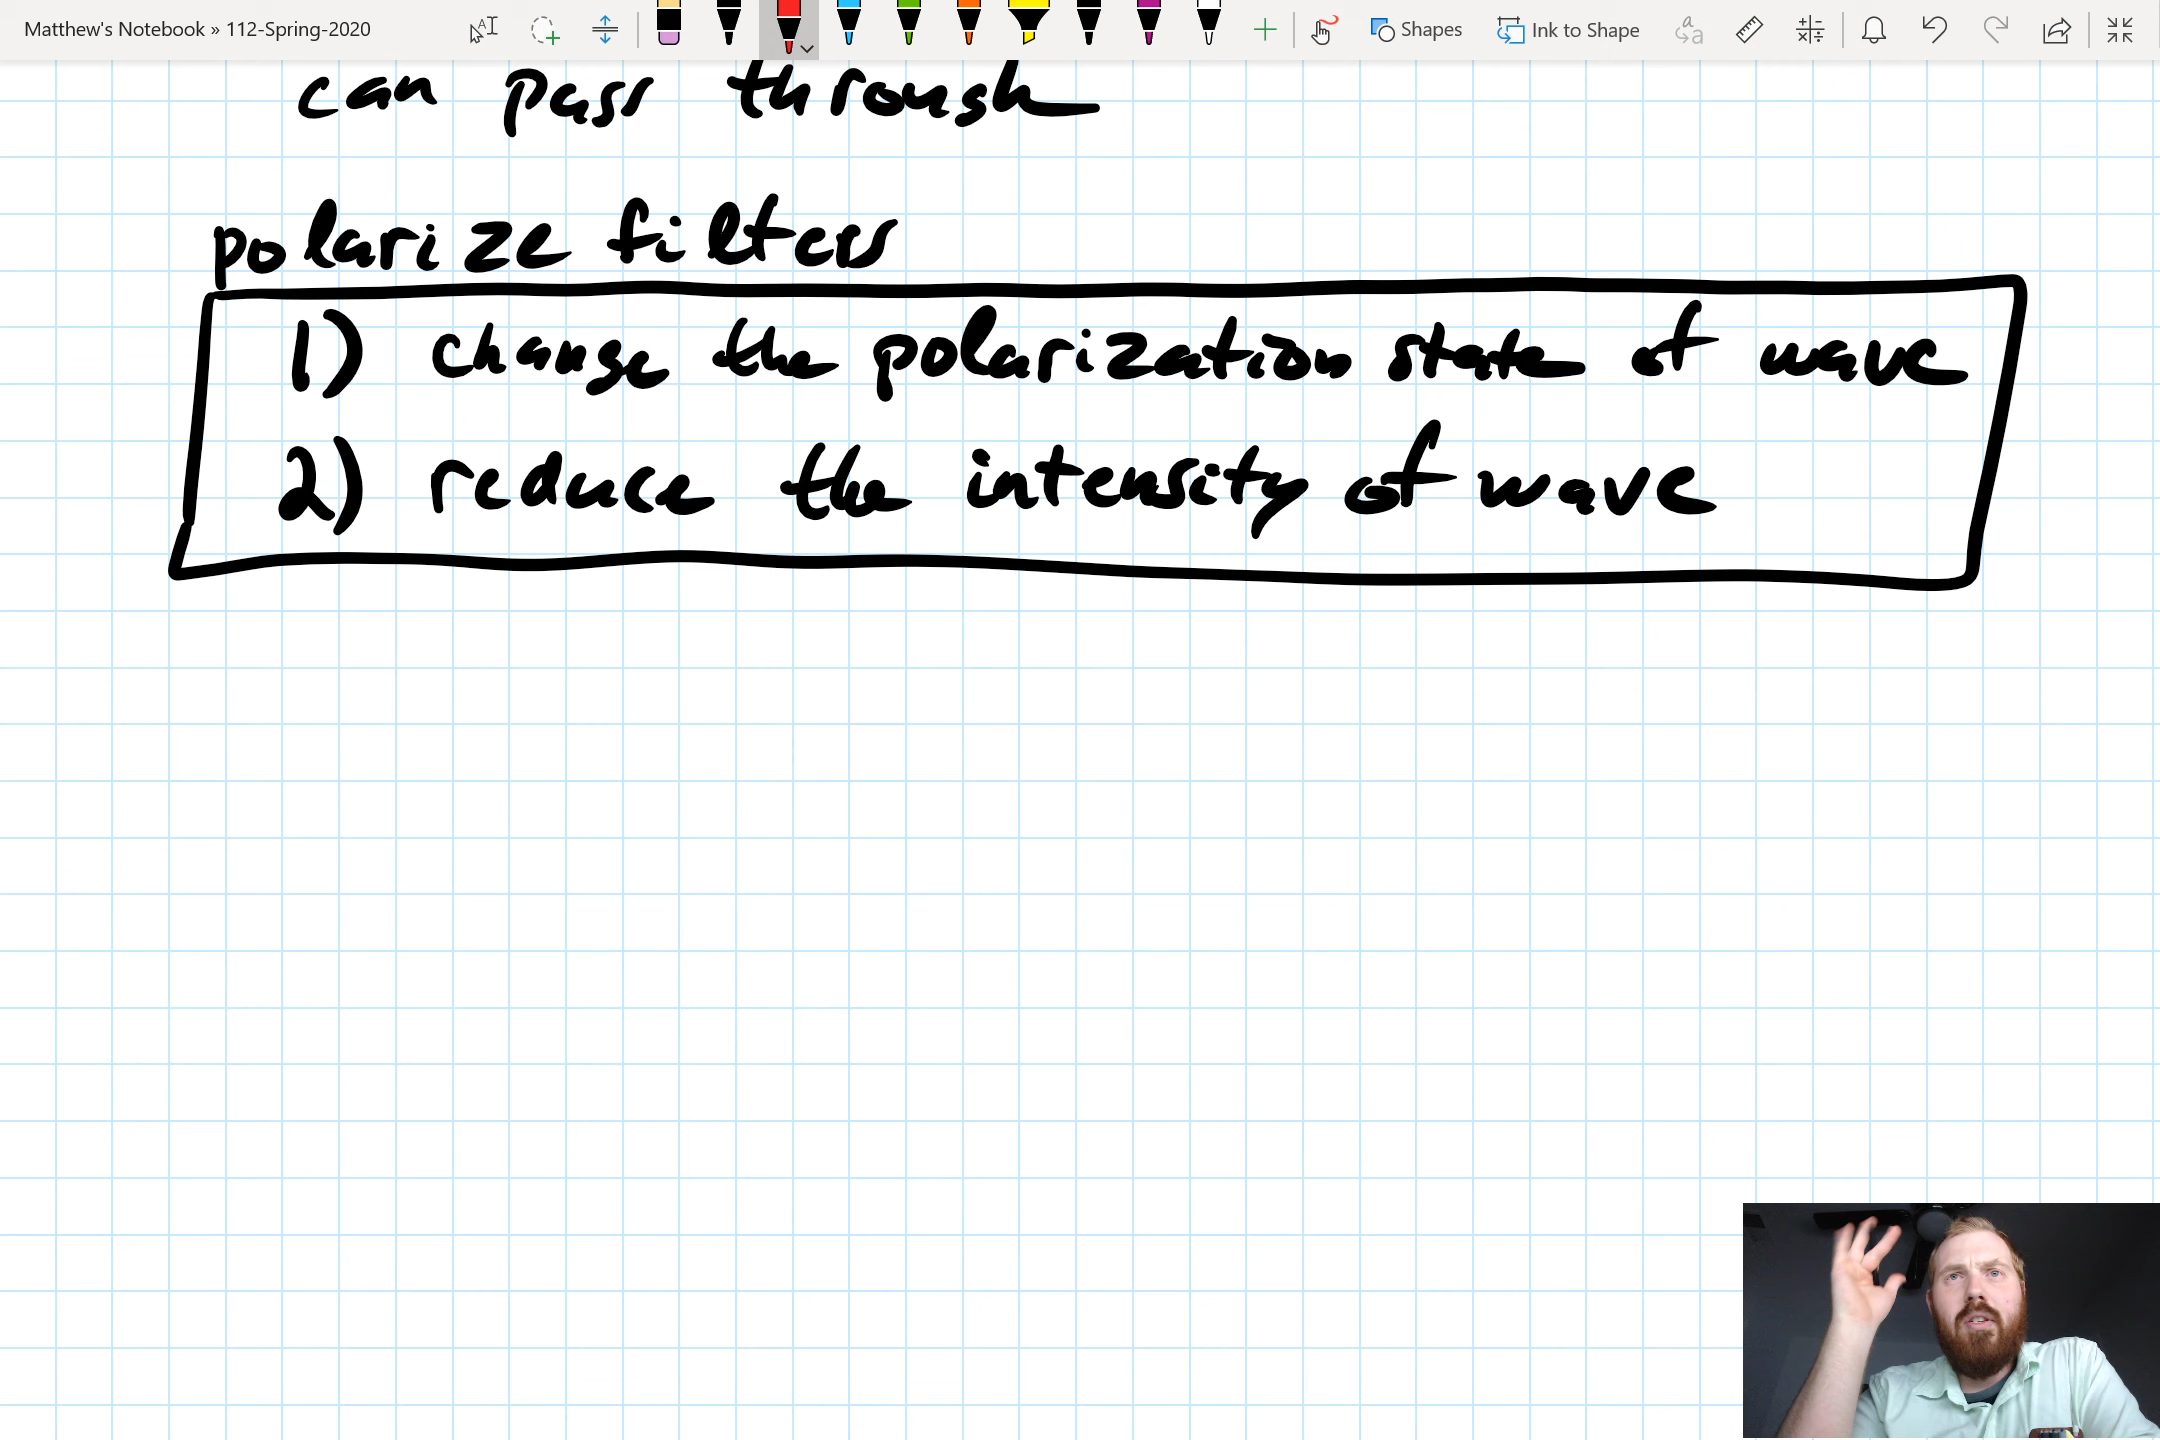 Matthew's Notebook » 112-Spring-2020 Shapes Ink to Shape
can pass through
polarize filters
1) change the polarization state of wave
2) reduce the intensity of wave